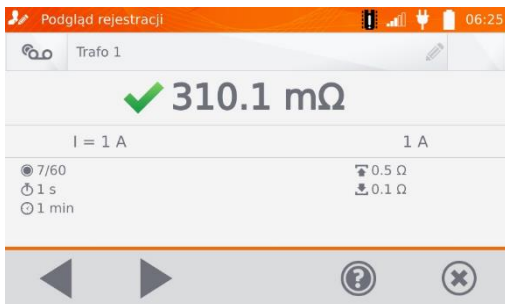 Podgląd rejestracji 06:25
Trafo 1
310.1 mΩ
I = 1 A 1 A
7/60 0.5 Ω
1 s 0.1 Ω
1 min